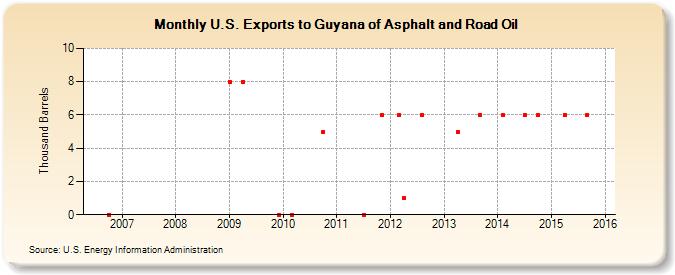 Monthly U.S. Exports to Guyana of Asphalt and Road Oil
Thousand Barrels
10
8
6
4
2
0
2007 2008 2009 2010 2011 2012 2013 2014 2015 2016
Source: U.S. Energy Information Administration